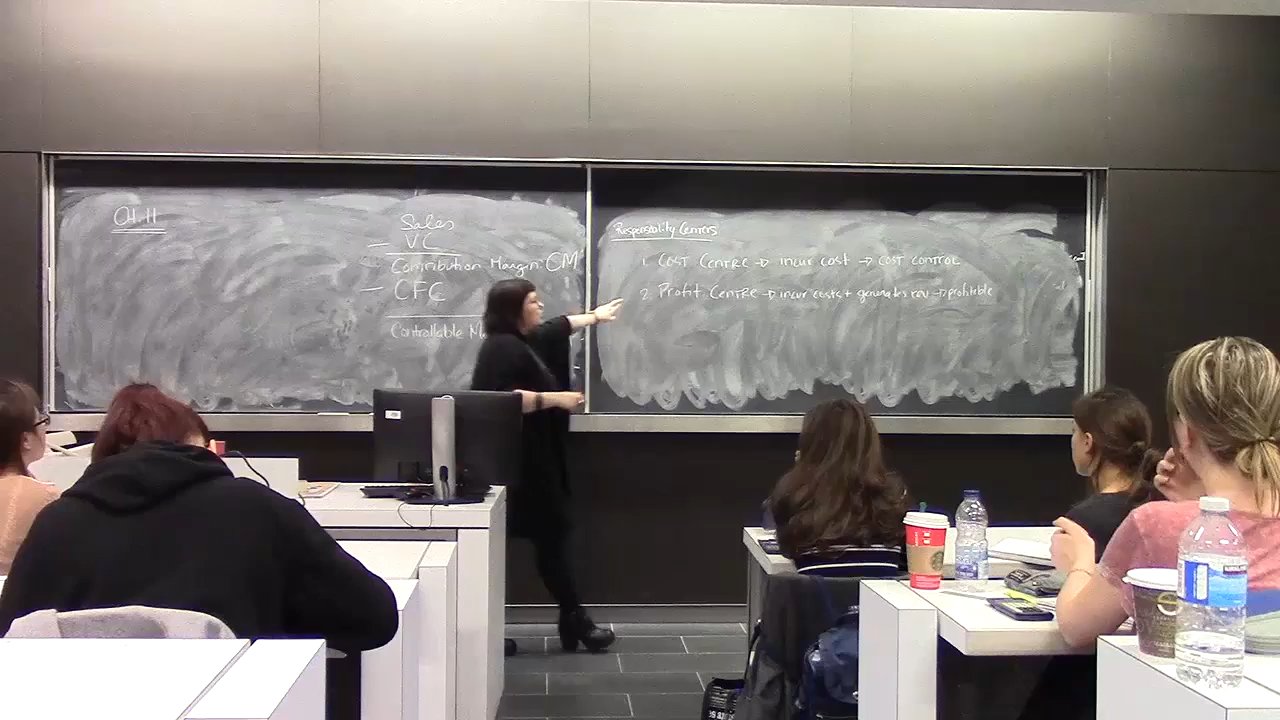 CH.11
Sales
— VC
Contribution Margin: CM
— CFC
Controllable
Responsibility Centers
1. COST CENTRE → incur cost → COST CONTROL
2. Profit CENTRE → incur costs + generates rev → profitable